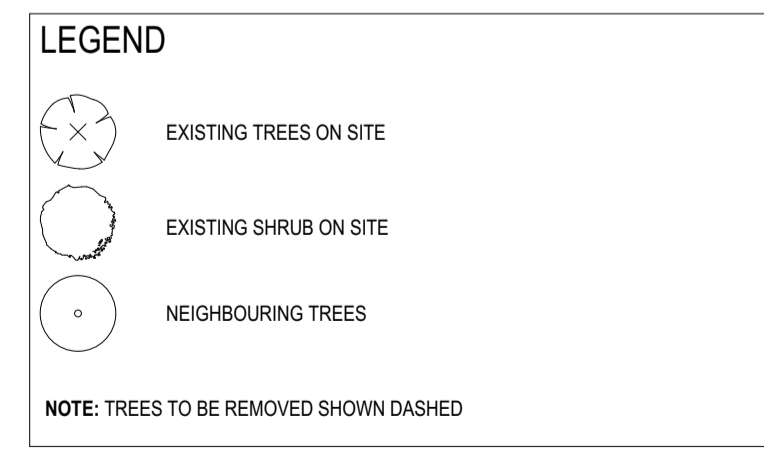 LEGEND
EXISTING TREES ON SITE
EXISTING SHRUB ON SITE
NEIGHBOURING TREES
NOTE: TREES TO BE REMOVED SHOWN DASHED